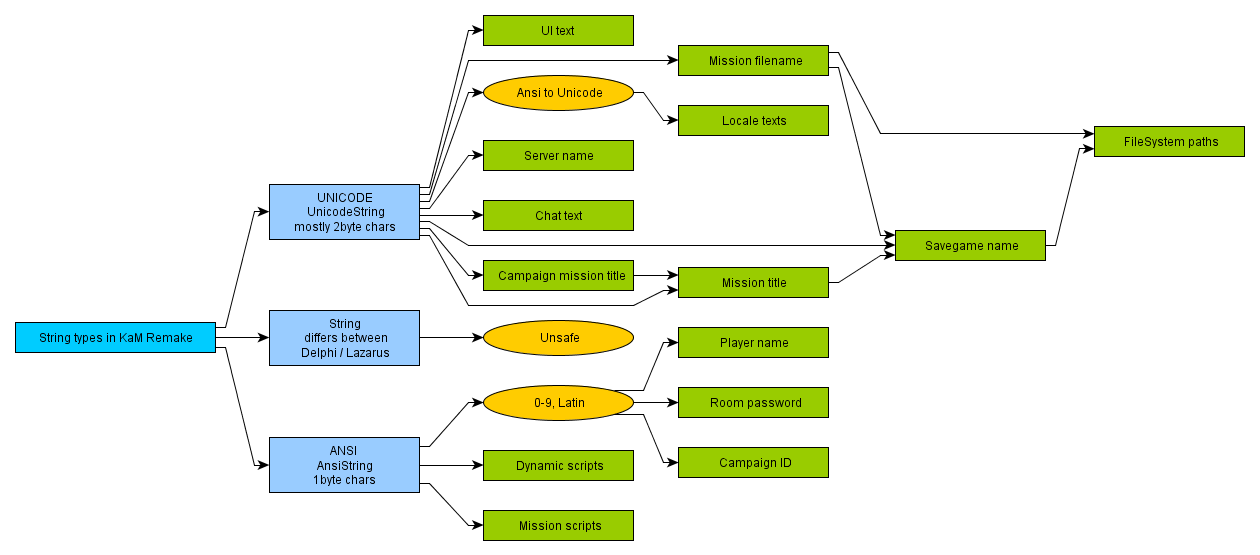 UI text
Mission filename
Ansi to Unicode
Locale texts
FileSystem paths
Server name
UNICODE
UnicodeString
mostly 2byte chars
Chat text
Savegame name
Campaign mission title
Mission title
String types in KaM Remake
String
differs between
Delphi / Lazarus
Unsafe
Player name
0-9, Latin
Room password
ANSI
AnsiString
1byte chars
Dynamic scripts
Campaign ID
Mission scripts